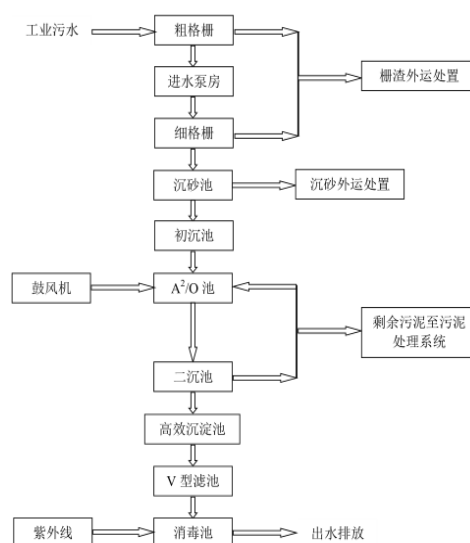 工业污水
粗格栅
进水泵房
栅渣外运处置
细格栅
沉砂池
沉砂外运处置
初沉池
鼓风机
A²/O 池
剩余污泥至污泥
处理系统
二沉池
高效沉淀池
V 型滤池
紫外线
消毒池
出水排放